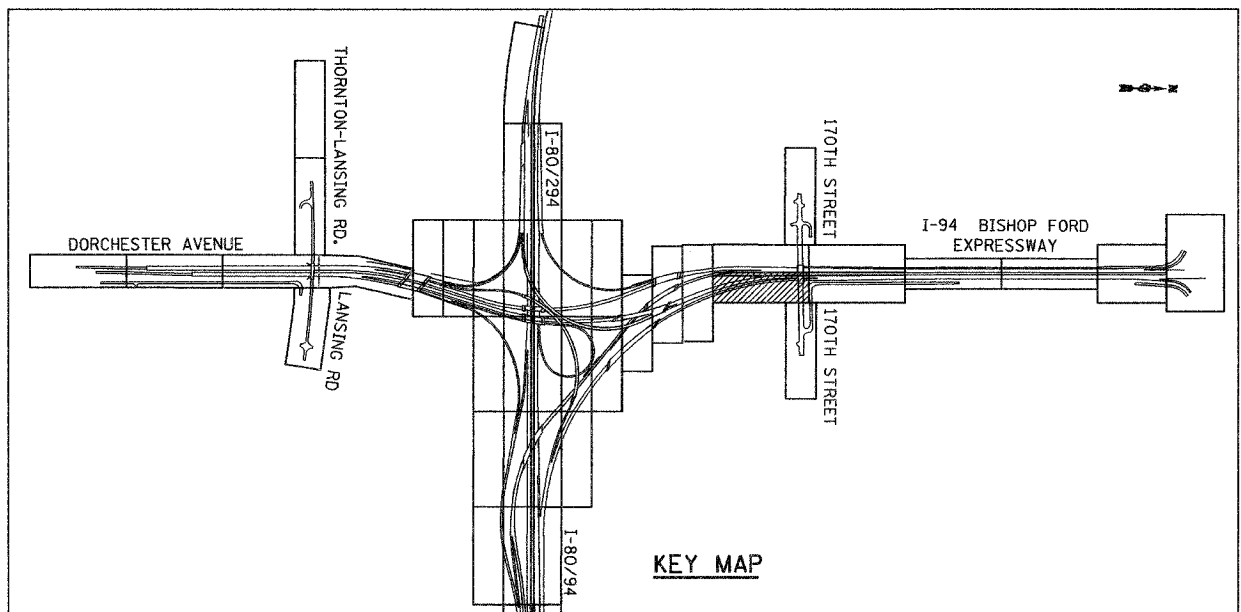 THORNTON-LANSING RD.
I-80/294
170TH STREET
N
DORCHESTER AVENUE
I-94 BISHOP FORD
EXPRESSWAY
LANSING RD
170TH STREET
I-80/94
KEY MAP